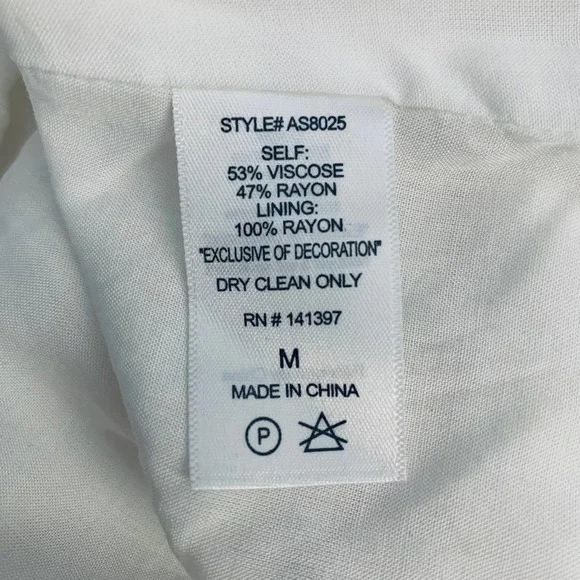 STYLE# AS8025
SELF:
53% VISCOSE
47% RAYON
LINING:
100% RAYON
"EXCLUSIVE OF DECORATION"
DRY CLEAN ONLY
RN # 141397
M
MADE IN CHINA
P